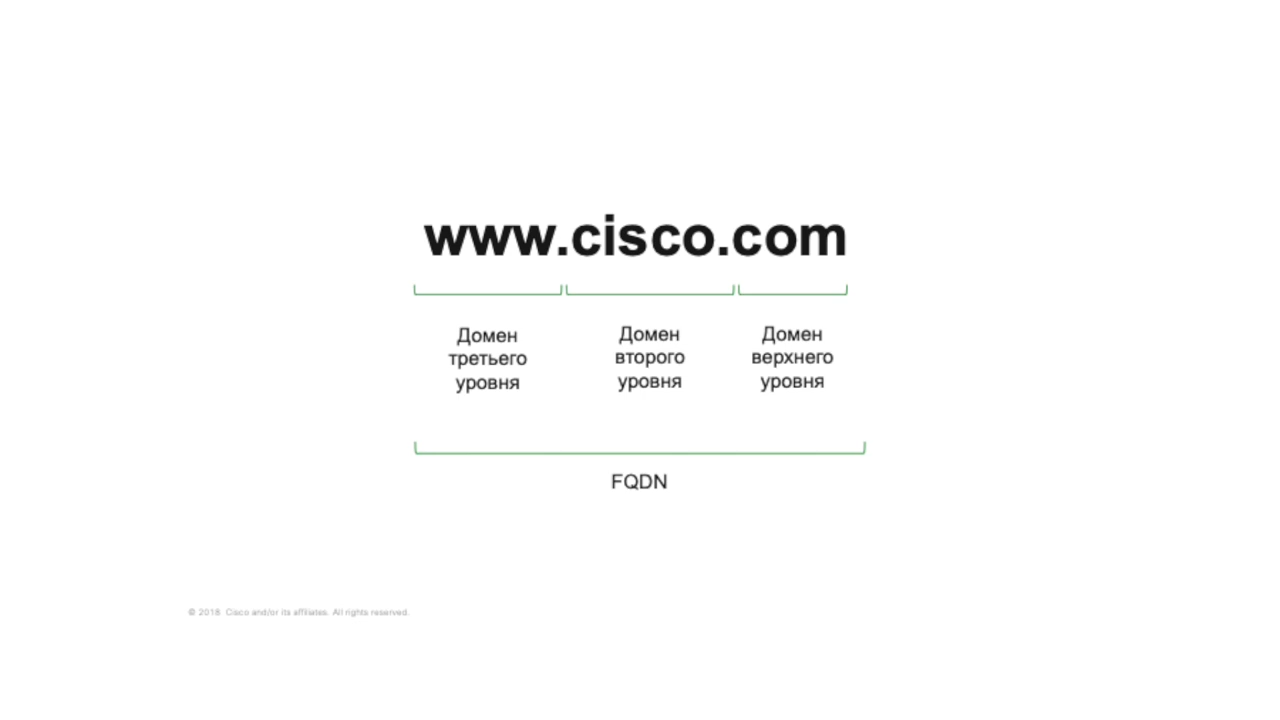 www.cisco.com
Домен
третьего
уровня
Домен
второго
уровня
Домен
верхнего
уровня
FQDN
© 2018 Cisco and/or its affiliates. All rights reserved.